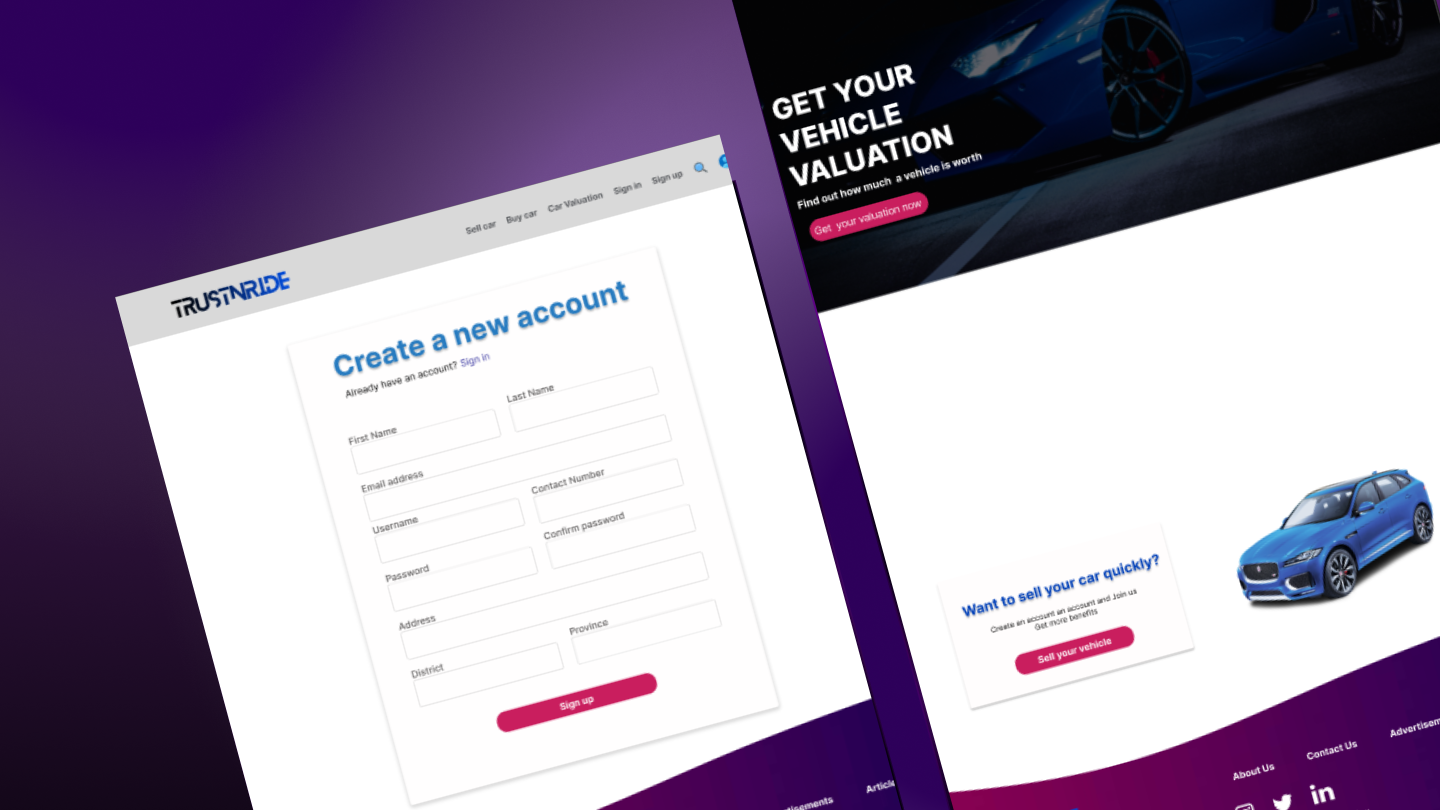 TRUSTNRIDE
Sell car Buy car Car Valuation Sign in Sign up
Create a new account
Already have an account? Sign in
First Name Last Name
Email address
Username Contact Number
Password Confirm password
Address
District Province
Sign up
GET YOUR
VEHICLE
VALUATION
Find out how much a vehicle is worth
Get your valuation now
Want to sell your car quickly?
Create an account an account and Join us
Get more benefits
Sell your vehicle
About Us Contact Us
in